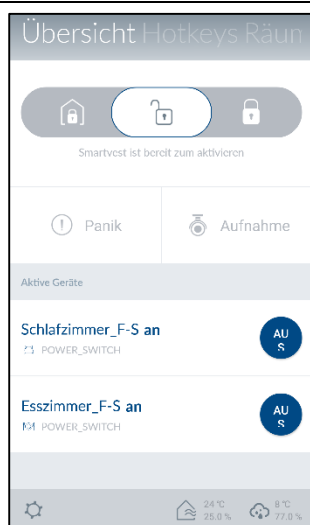 Übersicht Hotkeys Räun
Smartvest ist bereit zum aktivieren
Panik
Aufnahme
Aktive Geräte
Schlafzimmer_F-S an
POWER_SWITCH
AU
S
Esszimmer_F-S an
POWER_SWITCH
AU
S
24 °C
25.0 %
8 °C
77.0 %